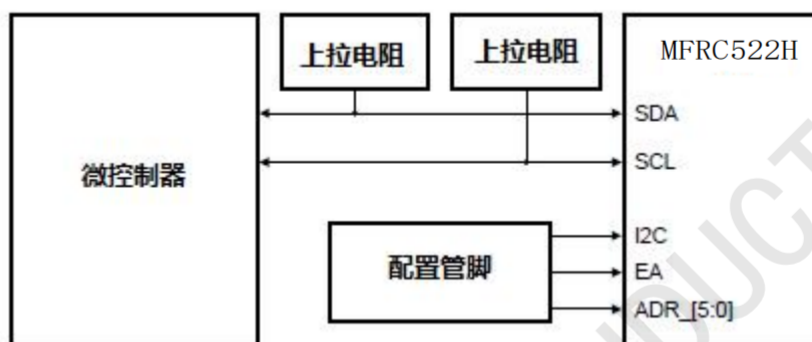 上拉电阻
上拉电阻
MFRC522H
微控制器
SDA
SCL
配置管脚
I2C
EA
ADR_[5:0]